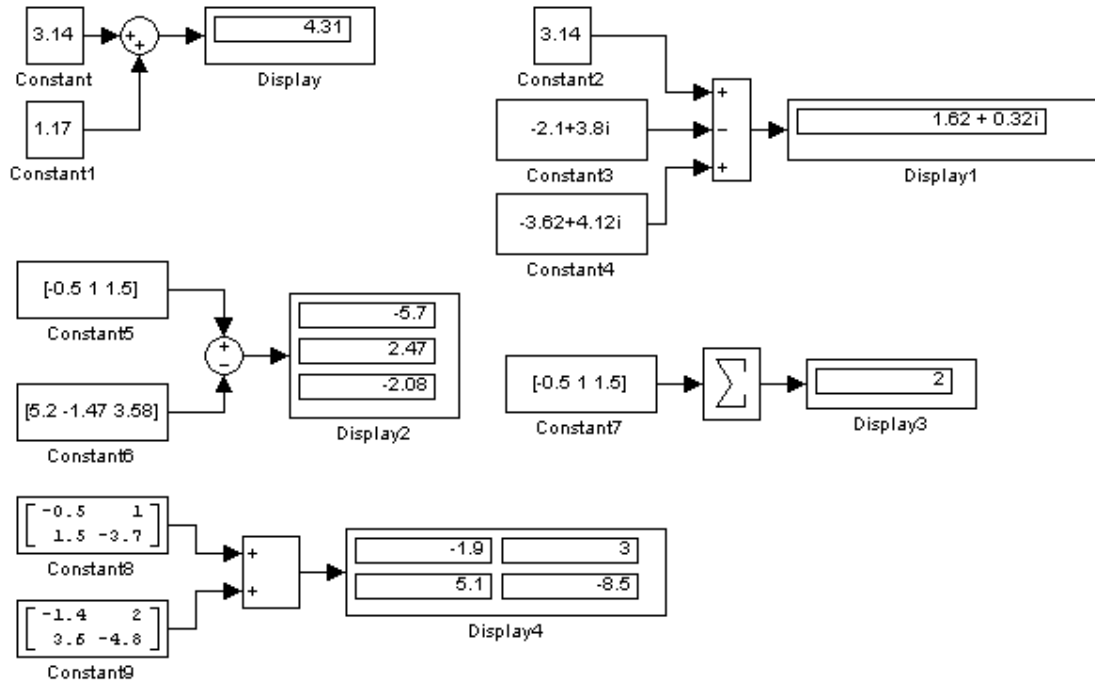 3.14
+
+
4.31
Constant
Display
1.17
Constant1
3.14
Constant2
-2.1+3.8i
Constant3
-3.62+4.12i
Constant4
+
−
+
1.62 + 0.32i
Display1
[-0.5 1 1.5]
Constant5
[5.2 -1.47 3.58]
Constant6
+
−
-5.7
2.47
-2.08
Display2
[-0.5 1 1.5]
Constant7
∑
2
Display3
-0.5 1
1.5 -3.7
Constant8
-1.4 2
3.6 -4.8
Constant9
+
+
-1.9 3
5.1 -8.5
Display4